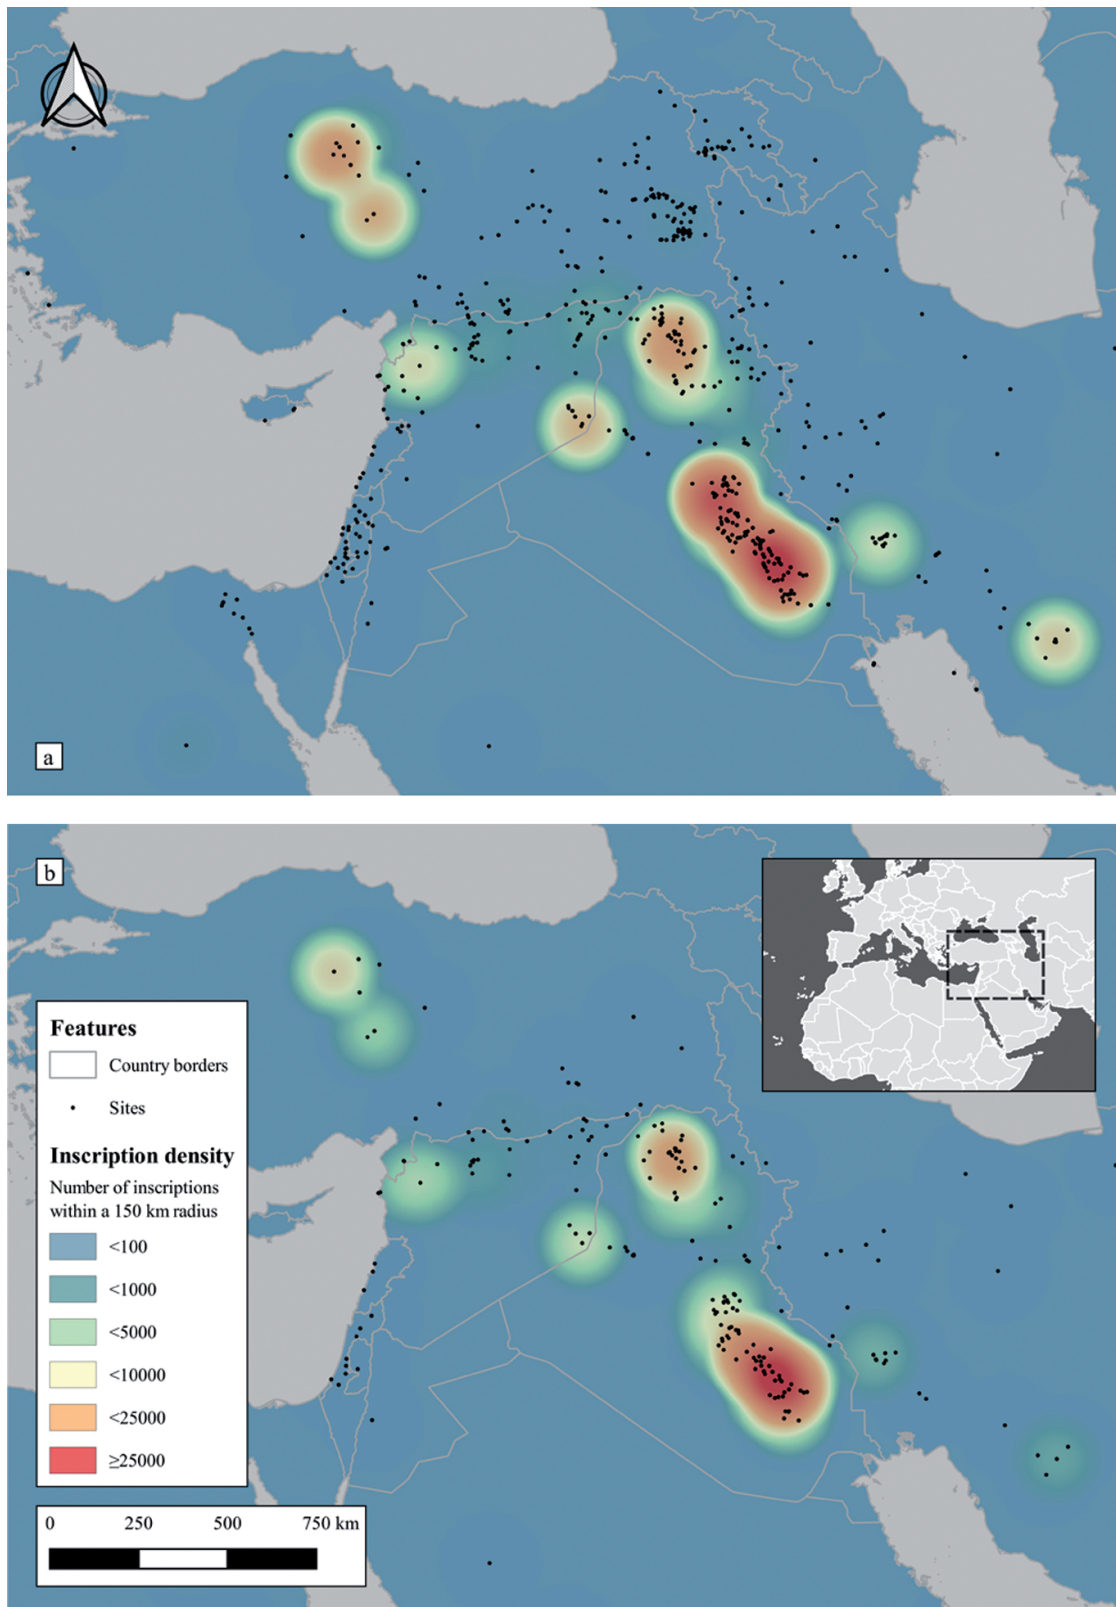 a
b
Features
Country borders
Sites
Inscription density
Number of inscriptions
within a 150 km radius
<100
<1000
<5000
<10000
<25000
≥25000
0 250 500 750 km